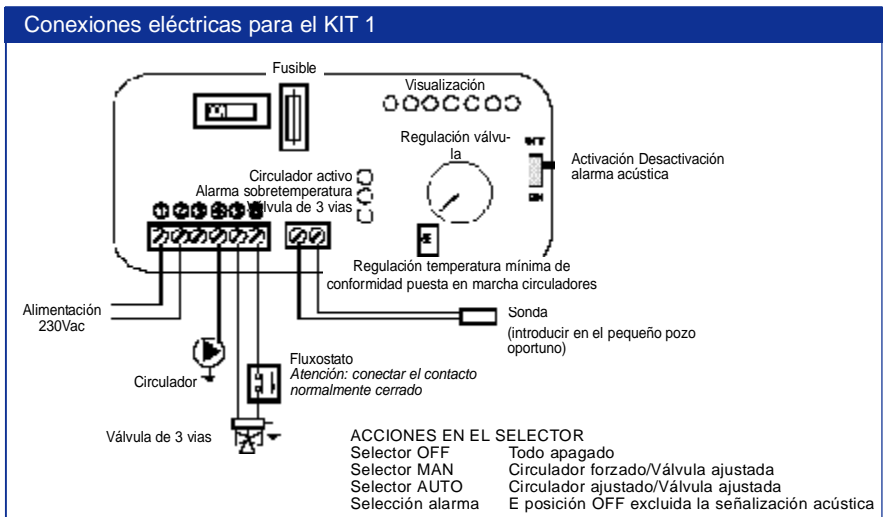 Conexiones eléctricas para el KIT 1
Fusible
Visualización
Regulación válvu-
la
Activación Desactivación
alarma acústica
Circulador activo
Alarma sobretemperatura
Válvula de 3 vias
Regulación temperatura mínima de
conformidad puesta en marcha circuladores
Alimentación
230Vac
Sonda
(introducir en el pequeño pozo
oportuno)
Circulador
Fluxostato
Atención: conectar el contacto
normalmente cerrado
Válvula de 3 vias
ACCIONES EN EL SELECTOR
Selector OFF Todo apagado
Selector MAN Circulador forzado/Válvula ajustada
Selector AUTO Circulador ajustado/Válvula ajustada
Selección alarma E posición OFF excluida la señalización acústica